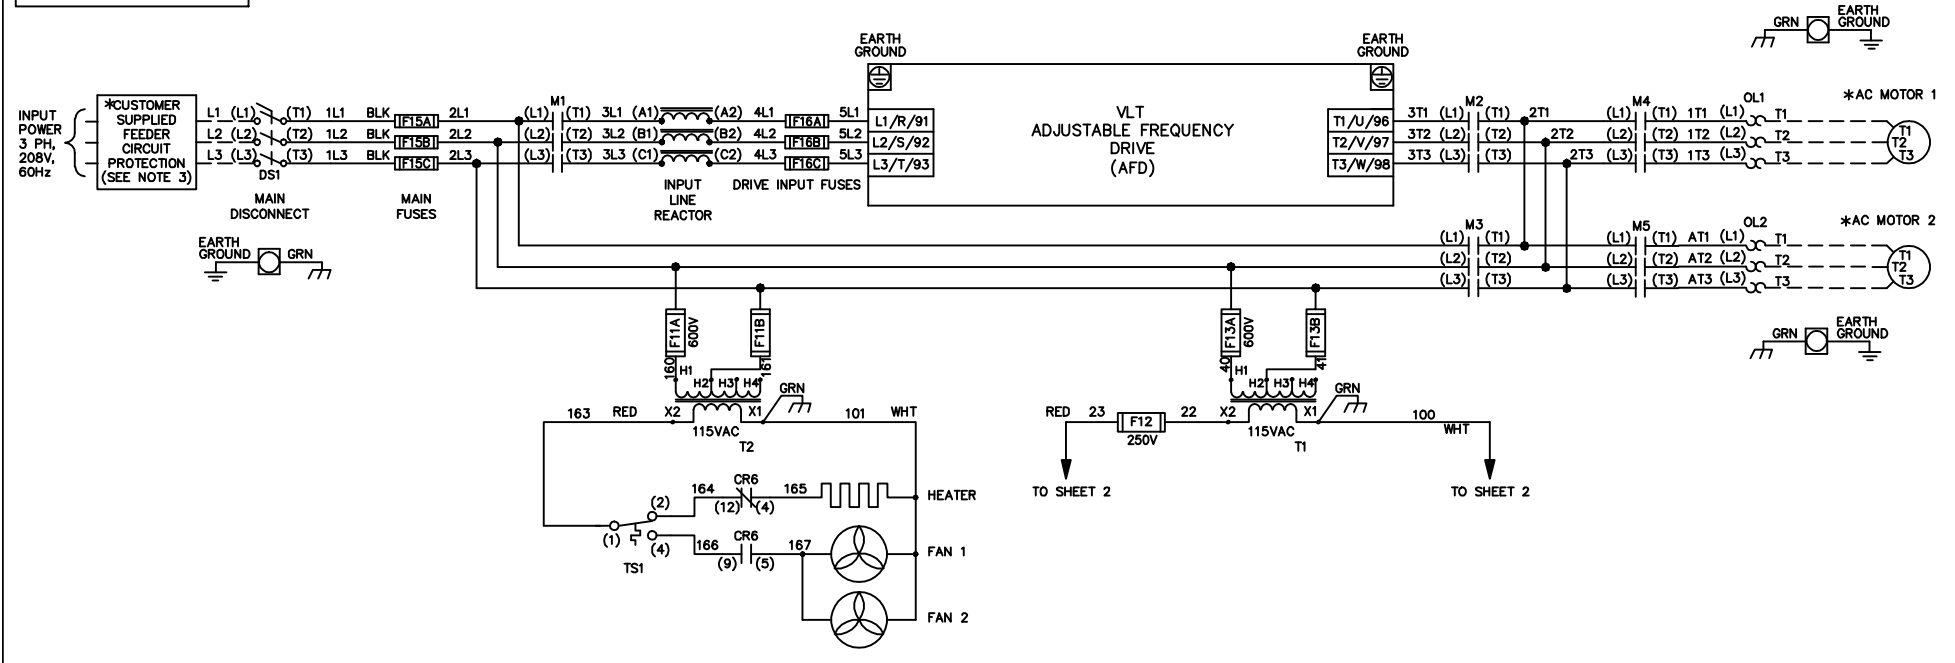 INPUT
POWER
3 PH,
208V,
60Hz
*CUSTOMER
SUPPLIED
FEEDER
CIRCUIT
PROTECTION
(SEE NOTE 3)
L1 (L1) (T1) 1L1 BLK F15A 2L1
L2 (L2) (T2) 1L2 BLK F15B 2L2
L3 (L3) (T3) 1L3 BLK F15C 2L3
DS1
MAIN
DISCONNECT
MAIN
FUSES
EARTH
GROUND
GRN
M1
(L1) (T1) 3L1 (A1) (A2) 4L1 F16A 5L1
(L2) (T2) 3L2 (B1) (B2) 4L2 F16B 5L2
(L3) (T3) 3L3 (C1) (C2) 4L3 F16C 5L3
INPUT
LINE
REACTOR
DRIVE INPUT FUSES
EARTH
GROUND
L1/R/91
L2/S/92
L3/T/93
VLT
ADJUSTABLE FREQUENCY
DRIVE
(AFD)
EARTH
GROUND
T1/U/96
T2/V/97
T3/W/98
M2
3T1 (L1) (T1) 2T1
3T2 (L2) (T2) 2T2
3T3 (L3) (T3) 2T3
M4
(L1) (T1) 1T1 (L1) T1
(L2) (T2) 1T2 (L2) T2
(L3) (T3) 1T3 (L3) T3
OL1
*AC MOTOR 1
T1
T2
T3
GRN
EARTH
GROUND
M3
(L1) (T1)
(L2) (T2)
(L3) (T3)
M5
(L1) (T1) AT1 (L1) T1
(L2) (T2) AT2 (L2) T2
(L3) (T3) AT3 (L3) T3
OL2
*AC MOTOR 2
T1
T2
T3
GRN
EARTH
GROUND
F11A
600V
F11B
160
161
H1 H2 H3 H4
GRN
163 RED X2 X1 101 WHT
115VAC
T2
164 CR6 165
(12) (4)
HEATER
(2)
(1)
(4)
TS1
166 CR6 167
(9) (5)
FAN 1
FAN 2
F13A
600V
F13B
40
41
H1 H2 H3 H4
GRN
RED 23 F12 22 X2 X1 100
WHT
250V
115VAC
T1
TO SHEET 2
TO SHEET 2